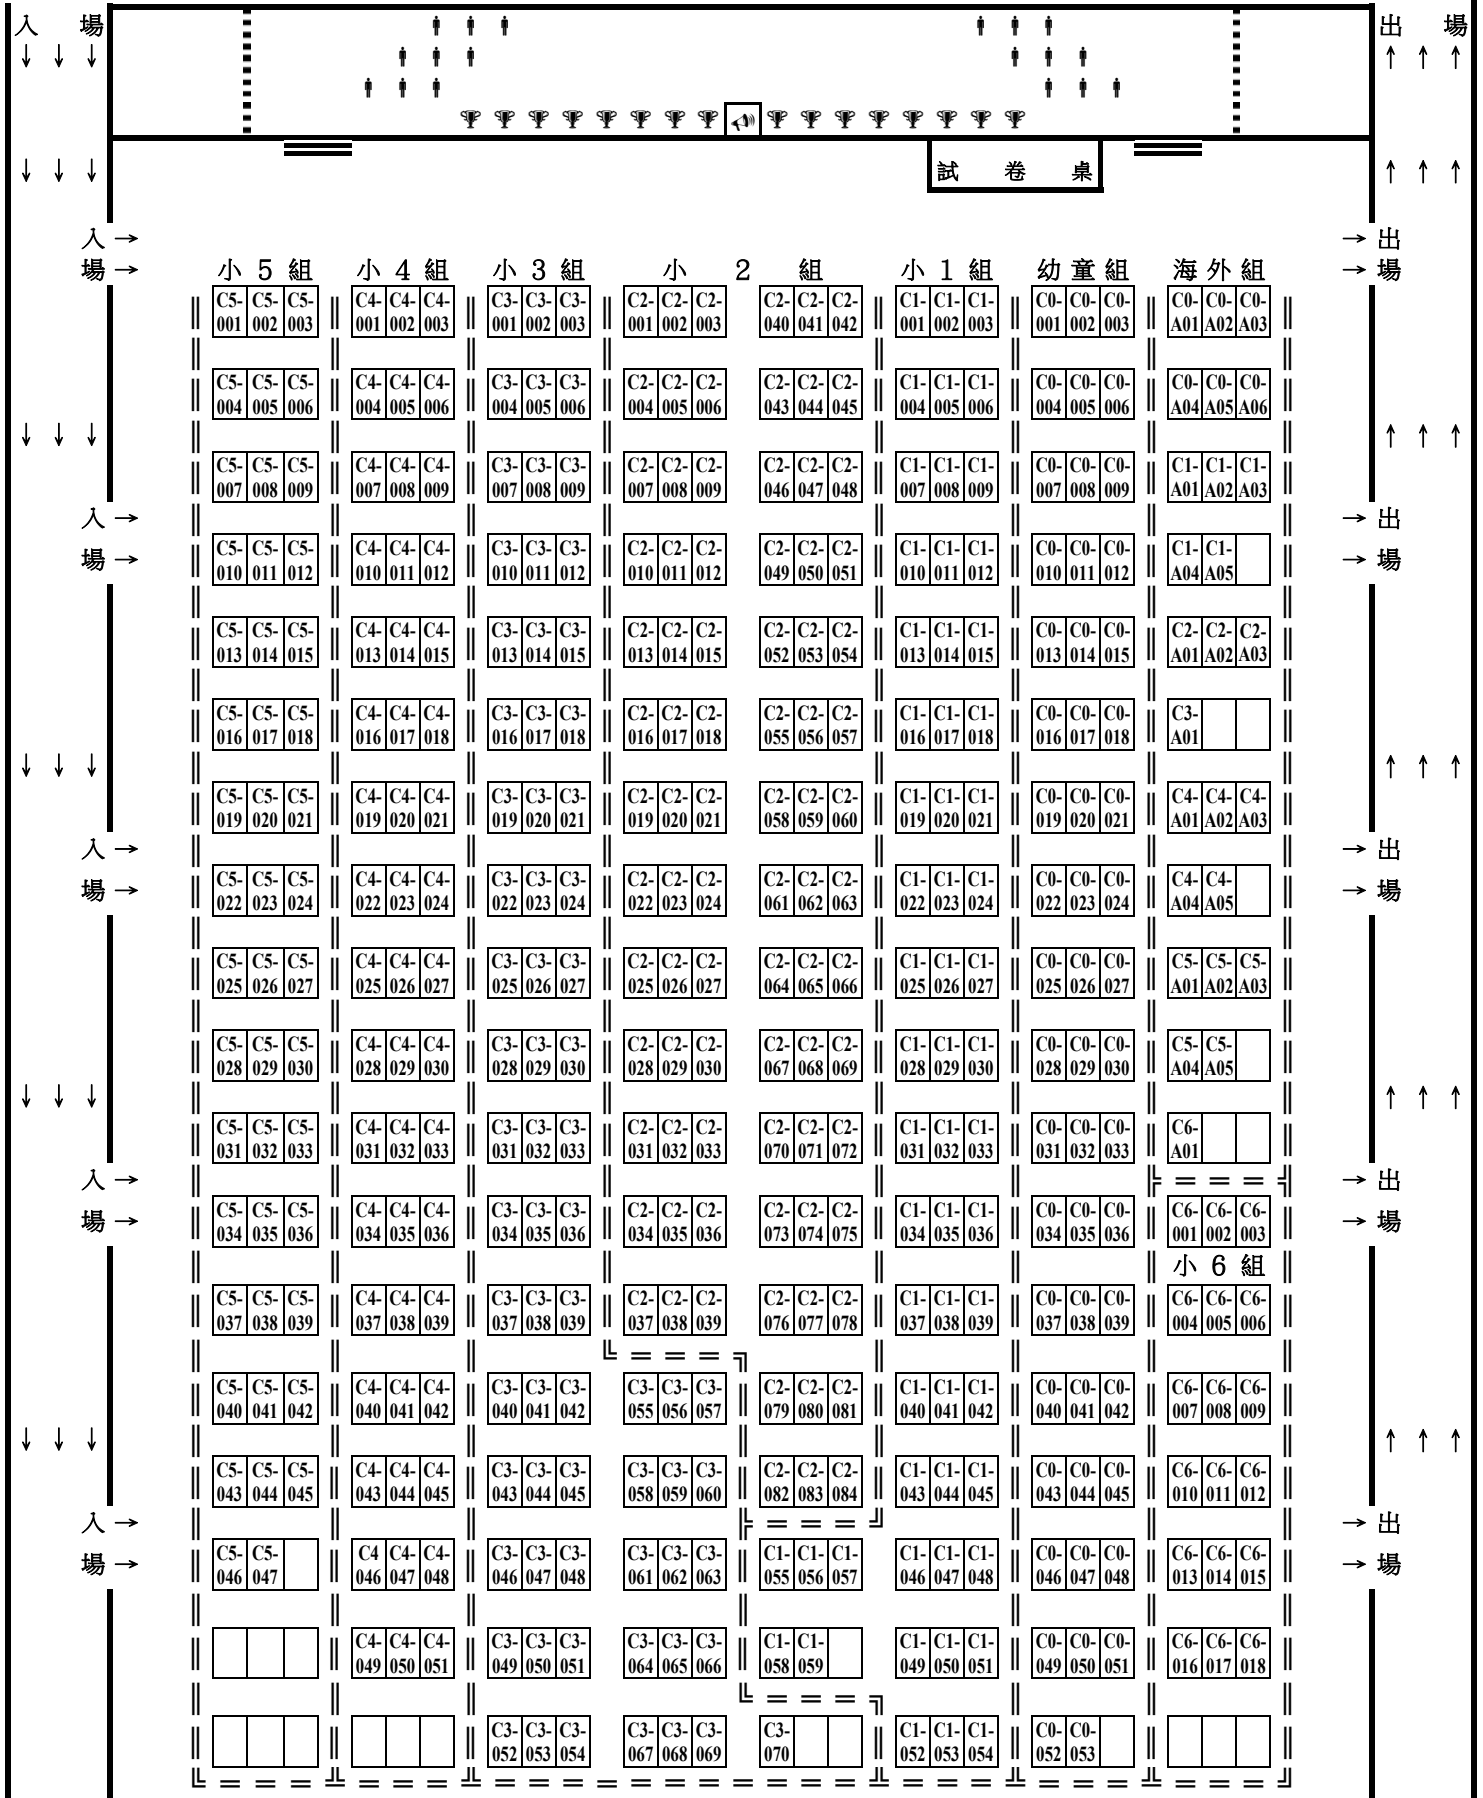 入 場 出 場
↓ ↓ ↓ ↑ ↑ ↑
↓ ↓ ↓ 試 卷 桌 ↑ ↑ ↑
入 → → 出
場 → 小 5 組 小 4 組 小 3 組 小 2 組 小 1 組 幼 童 組 海 外 組 → 場
C5-001 C5-002 C5-003 C4-001 C4-002 C4-003 C3-001 C3-002 C3-003 C2-001 C2-002 C2-003 C2-040 C2-041 C2-042 C1-001 C1-002 C1-003 C0-001 C0-002 C0-003 C0-A01 C0-A02 C0-A03
C5-004 C5-005 C5-006 C4-004 C4-005 C4-006 C3-004 C3-005 C3-006 C2-004 C2-005 C2-006 C2-043 C2-044 C2-045 C1-004 C1-005 C1-006 C0-004 C0-005 C0-006 C0-A04 C0-A05 C0-A06
↓ ↓ ↓ ↑ ↑ ↑
C5-007 C5-008 C5-009 C4-007 C4-008 C4-009 C3-007 C3-008 C3-009 C2-007 C2-008 C2-009 C2-046 C2-047 C2-048 C1-007 C1-008 C1-009 C0-007 C0-008 C0-009 C1-A01 C1-A02 C1-A03
入 → → 出
場 → C5-010 C5-011 C5-012 C4-010 C4-011 C4-012 C3-010 C3-011 C3-012 C2-010 C2-011 C2-012 C2-049 C2-050 C2-051 C1-010 C1-011 C1-012 C0-010 C0-011 C0-012 C1-A04 C1-A05 → 場
C5-013 C5-014 C5-015 C4-013 C4-014 C4-015 C3-013 C3-014 C3-015 C2-013 C2-014 C2-015 C2-052 C2-053 C2-054 C1-013 C1-014 C1-015 C0-013 C0-014 C0-015 C2-A01 C2-A02 C2-A03
C5-016 C5-017 C5-018 C4-016 C4-017 C4-018 C3-016 C3-017 C3-018 C2-016 C2-017 C2-018 C2-055 C2-056 C2-057 C1-016 C1-017 C1-018 C0-016 C0-017 C0-018 C3-A01
↓ ↓ ↓ ↑ ↑ ↑
C5-019 C5-020 C5-021 C4-019 C4-020 C4-021 C3-019 C3-020 C3-021 C2-019 C2-020 C2-021 C2-058 C2-059 C2-060 C1-019 C1-020 C1-021 C0-019 C0-020 C0-021 C4-A01 C4-A02 C4-A03
入 → → 出
場 → C5-022 C5-023 C5-024 C4-022 C4-023 C4-024 C3-022 C3-023 C3-024 C2-022 C2-023 C2-024 C2-061 C2-062 C2-063 C1-022 C1-023 C1-024 C0-022 C0-023 C0-024 C4-A04 C4-A05 → 場
C5-025 C5-026 C5-027 C4-025 C4-026 C4-027 C3-025 C3-026 C3-027 C2-025 C2-026 C2-027 C2-064 C2-065 C2-066 C1-025 C1-026 C1-027 C0-025 C0-026 C0-027 C5-A01 C5-A02 C5-A03
C5-028 C5-029 C5-030 C4-028 C4-029 C4-030 C3-028 C3-029 C3-030 C2-028 C2-029 C2-030 C2-067 C2-068 C2-069 C1-028 C1-029 C1-030 C0-028 C0-029 C0-030 C5-A04 C5-A05
↓ ↓ ↓ ↑ ↑ ↑
C5-031 C5-032 C5-033 C4-031 C4-032 C4-033 C3-031 C3-032 C3-033 C2-031 C2-032 C2-033 C2-070 C2-071 C2-072 C1-031 C1-032 C1-033 C0-031 C0-032 C0-033 C6-A01
入 → → 出
場 → C5-034 C5-035 C5-036 C4-034 C4-035 C4-036 C3-034 C3-035 C3-036 C2-034 C2-035 C2-036 C2-073 C2-074 C2-075 C1-034 C1-035 C1-036 C0-034 C0-035 C0-036 C6-001 C6-002 C6-003 → 場
小 6 組
C5-037 C5-038 C5-039 C4-037 C4-038 C4-039 C3-037 C3-038 C3-039 C2-037 C2-038 C2-039 C2-076 C2-077 C2-078 C1-037 C1-038 C1-039 C0-037 C0-038 C0-039 C6-004 C6-005 C6-006
C5-040 C5-041 C5-042 C4-040 C4-041 C4-042 C3-040 C3-041 C3-042 C3-055 C3-056 C3-057 C2-079 C2-080 C2-081 C1-040 C1-041 C1-042 C0-040 C0-041 C0-042 C6-007 C6-008 C6-009
↓ ↓ ↓ ↑ ↑ ↑
C5-043 C5-044 C5-045 C4-043 C4-044 C4-045 C3-043 C3-044 C3-045 C3-058 C3-059 C3-060 C2-082 C2-083 C2-084 C1-043 C1-044 C1-045 C0-043 C0-044 C0-045 C6-010 C6-011 C6-012
入 → → 出
場 → C5-046 C5-047 C4 046 C4-047 C4-048 C3-046 C3-047 C3-048 C3-061 C3-062 C3-063 C1-055 C1-056 C1-057 C1-046 C1-047 C1-048 C0-046 C0-047 C0-048 C6-013 C6-014 C6-015 → 場
C4-049 C4-050 C4-051 C3-049 C3-050 C3-051 C3-064 C3-065 C3-066 C1-058 C1-059 C1-049 C1-050 C1-051 C0-049 C0-050 C0-051 C6-016 C6-017 C6-018
C3-052 C3-053 C3-054 C3-067 C3-068 C3-069 C3-070 C1-052 C1-053 C1-054 C0-052 C0-053